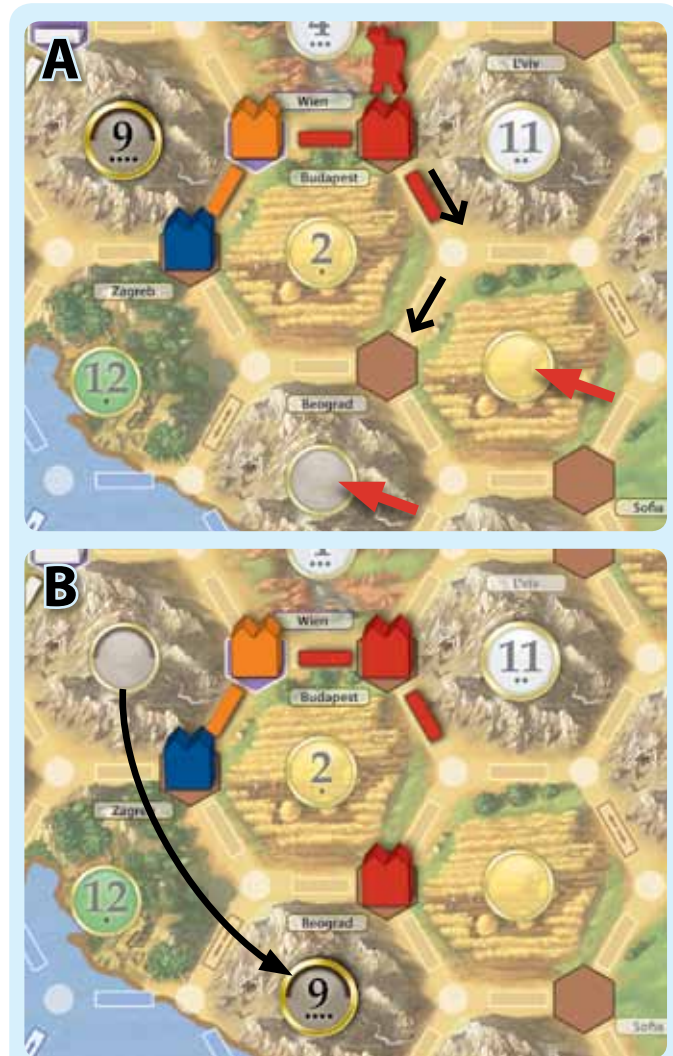 A
4
L'viv
Wien
9
11
Budapest
2
Zagreb
12
Beograd
Sofia
B
L'viv
Wien
11
Budapest
2
Zagreb
12
Beograd
9
Sofia